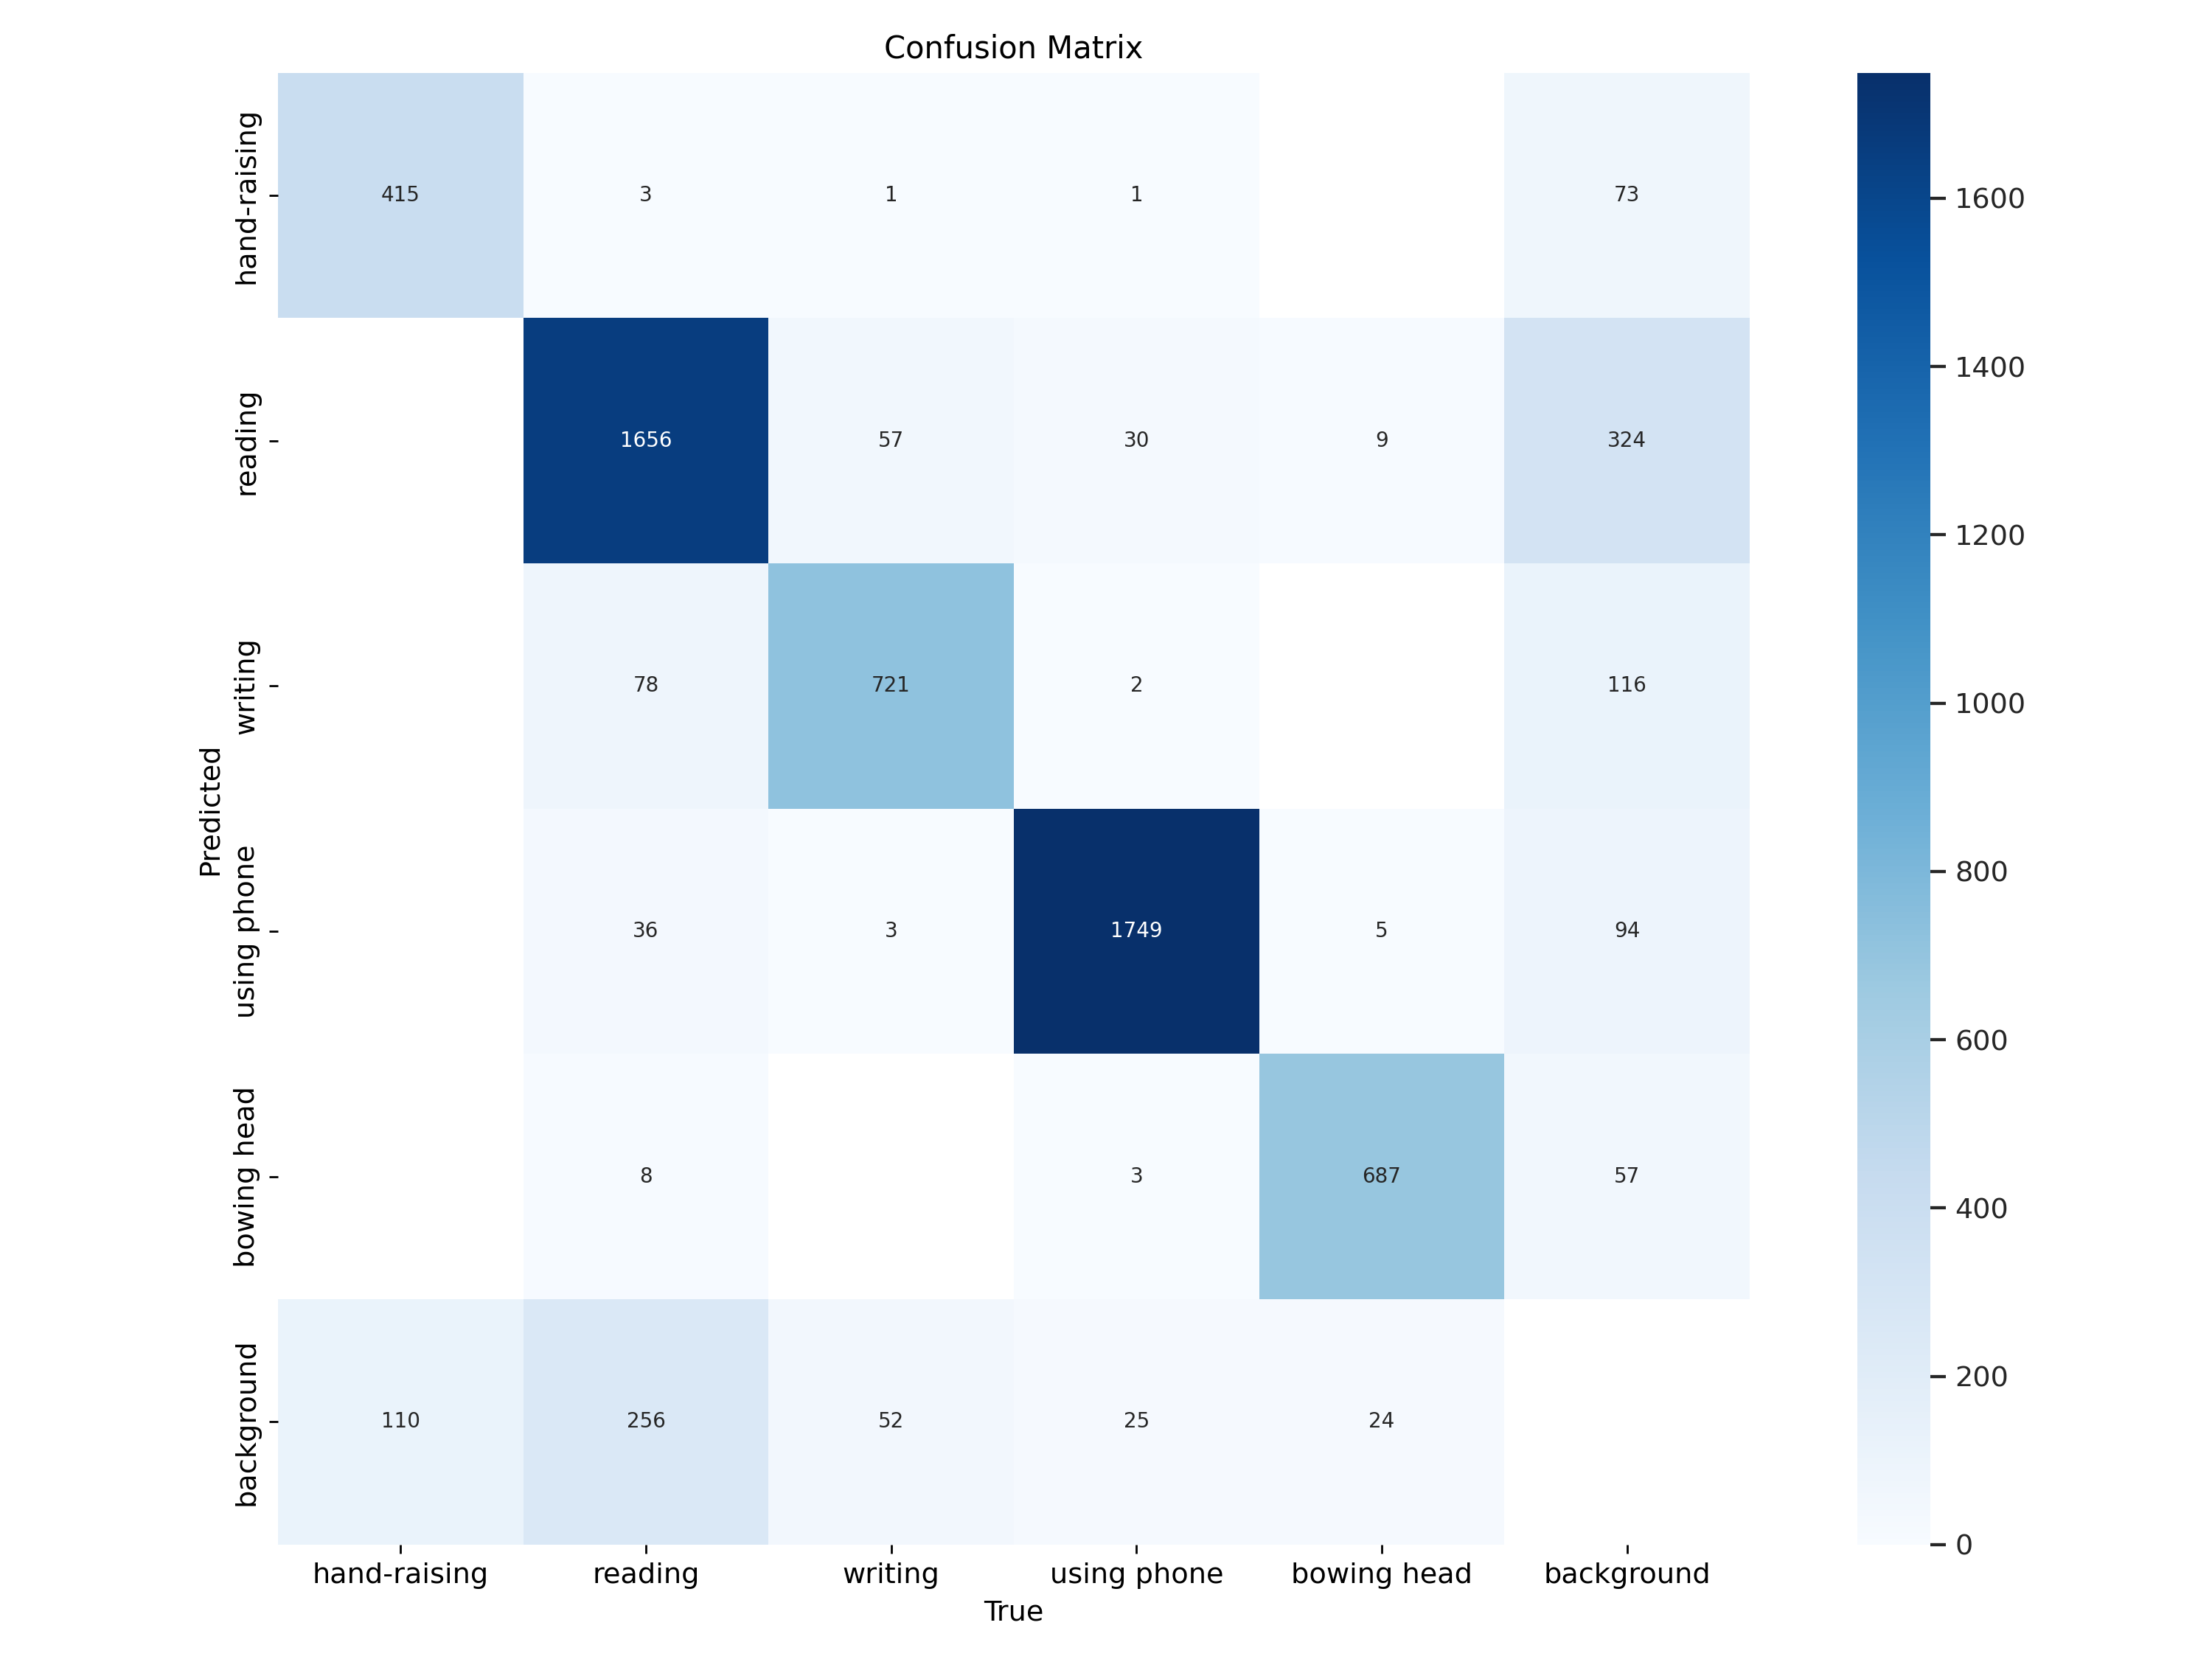 Confusion Matrix
hand-raising
415 3 1 1 73
reading
1656 57 30 9 324
writing
78 721 2 116
using phone
36 3 1749 5 94
bowing head
8 3 687 57
background
110 256 52 25 24
Predicted
hand-raising reading writing using phone bowing head background
True
1600
1400
1200
1000
800
600
400
200
0